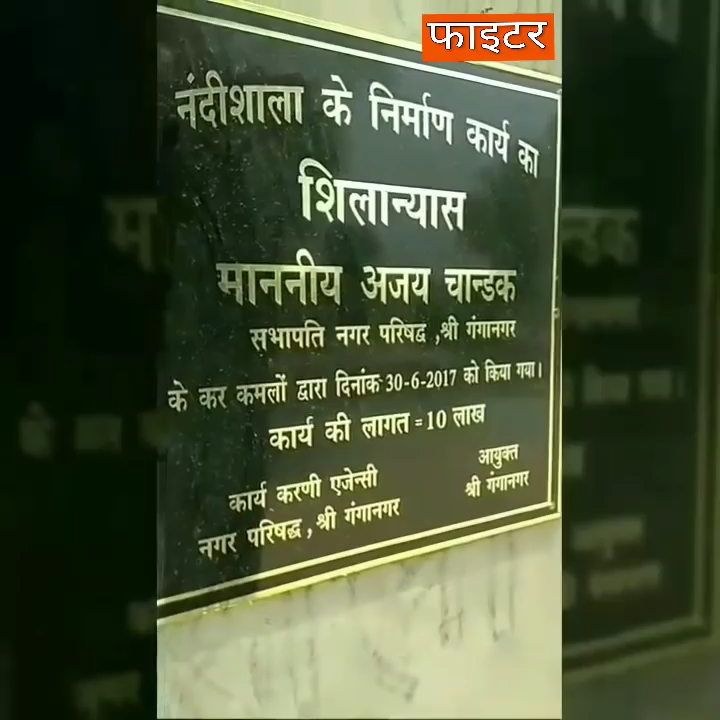 फाइटर
नंदीशाला के निर्माण कार्य का
शिलान्यास
माननीय अजय चान्डक
सभापति नगर परिषद्व ,श्री गंगानगर
के कर कमलों द्वारा दिनांक 30-6-2017 को किया गया।
कार्य की लागत = 10 लाख
कार्य करणी एजेन्सी
नगर परिषद्ध , श्री गंगानगर
आयुक्त
श्री गंगानगर